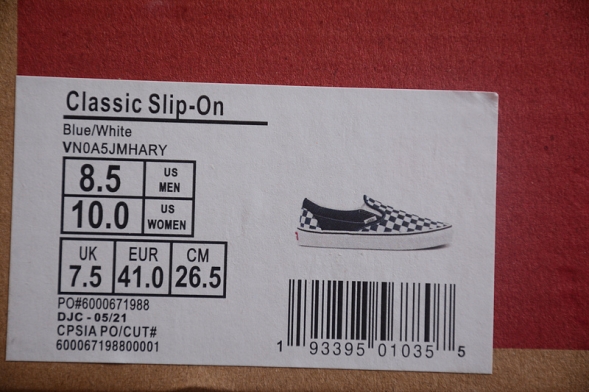 Classic Slip-On
Blue/White
VN0A5JMHARY
8.5 US MEN
10.0 US WOMEN
UK EUR CM
7.5 41.0 26.5
PO#6000671988
DJC - 05/21
CPSIA PO/CUT#
600067198800001
1 93395 01035 5